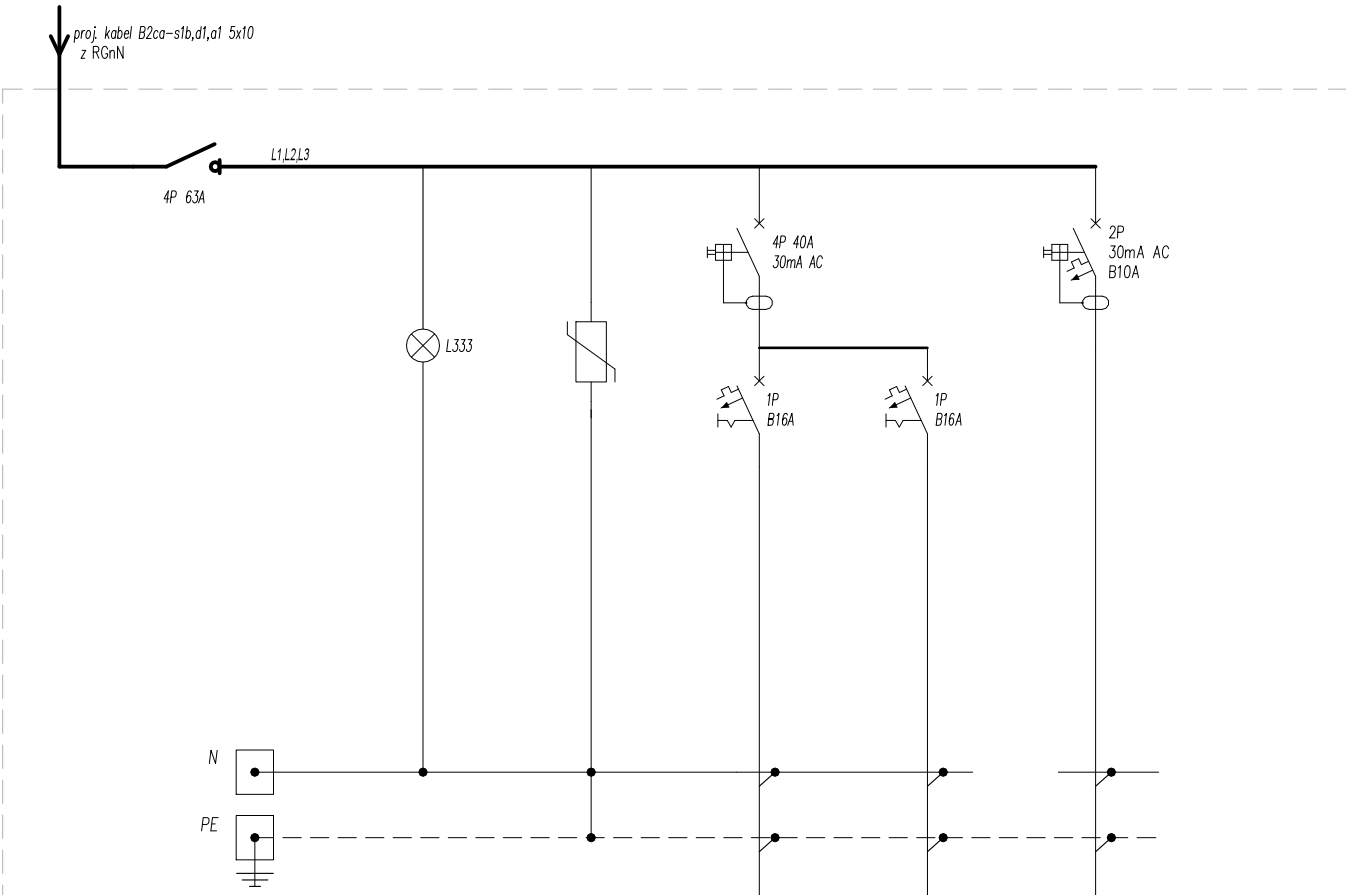 proj. kabel B2ca-s1b,d1,a1 5x10
z RGnN
L1,L2,L3
4P 63A
4P 40A
30mA AC
2P
30mA AC
B10A
L333
1P
B16A
1P
B16A
N
PE